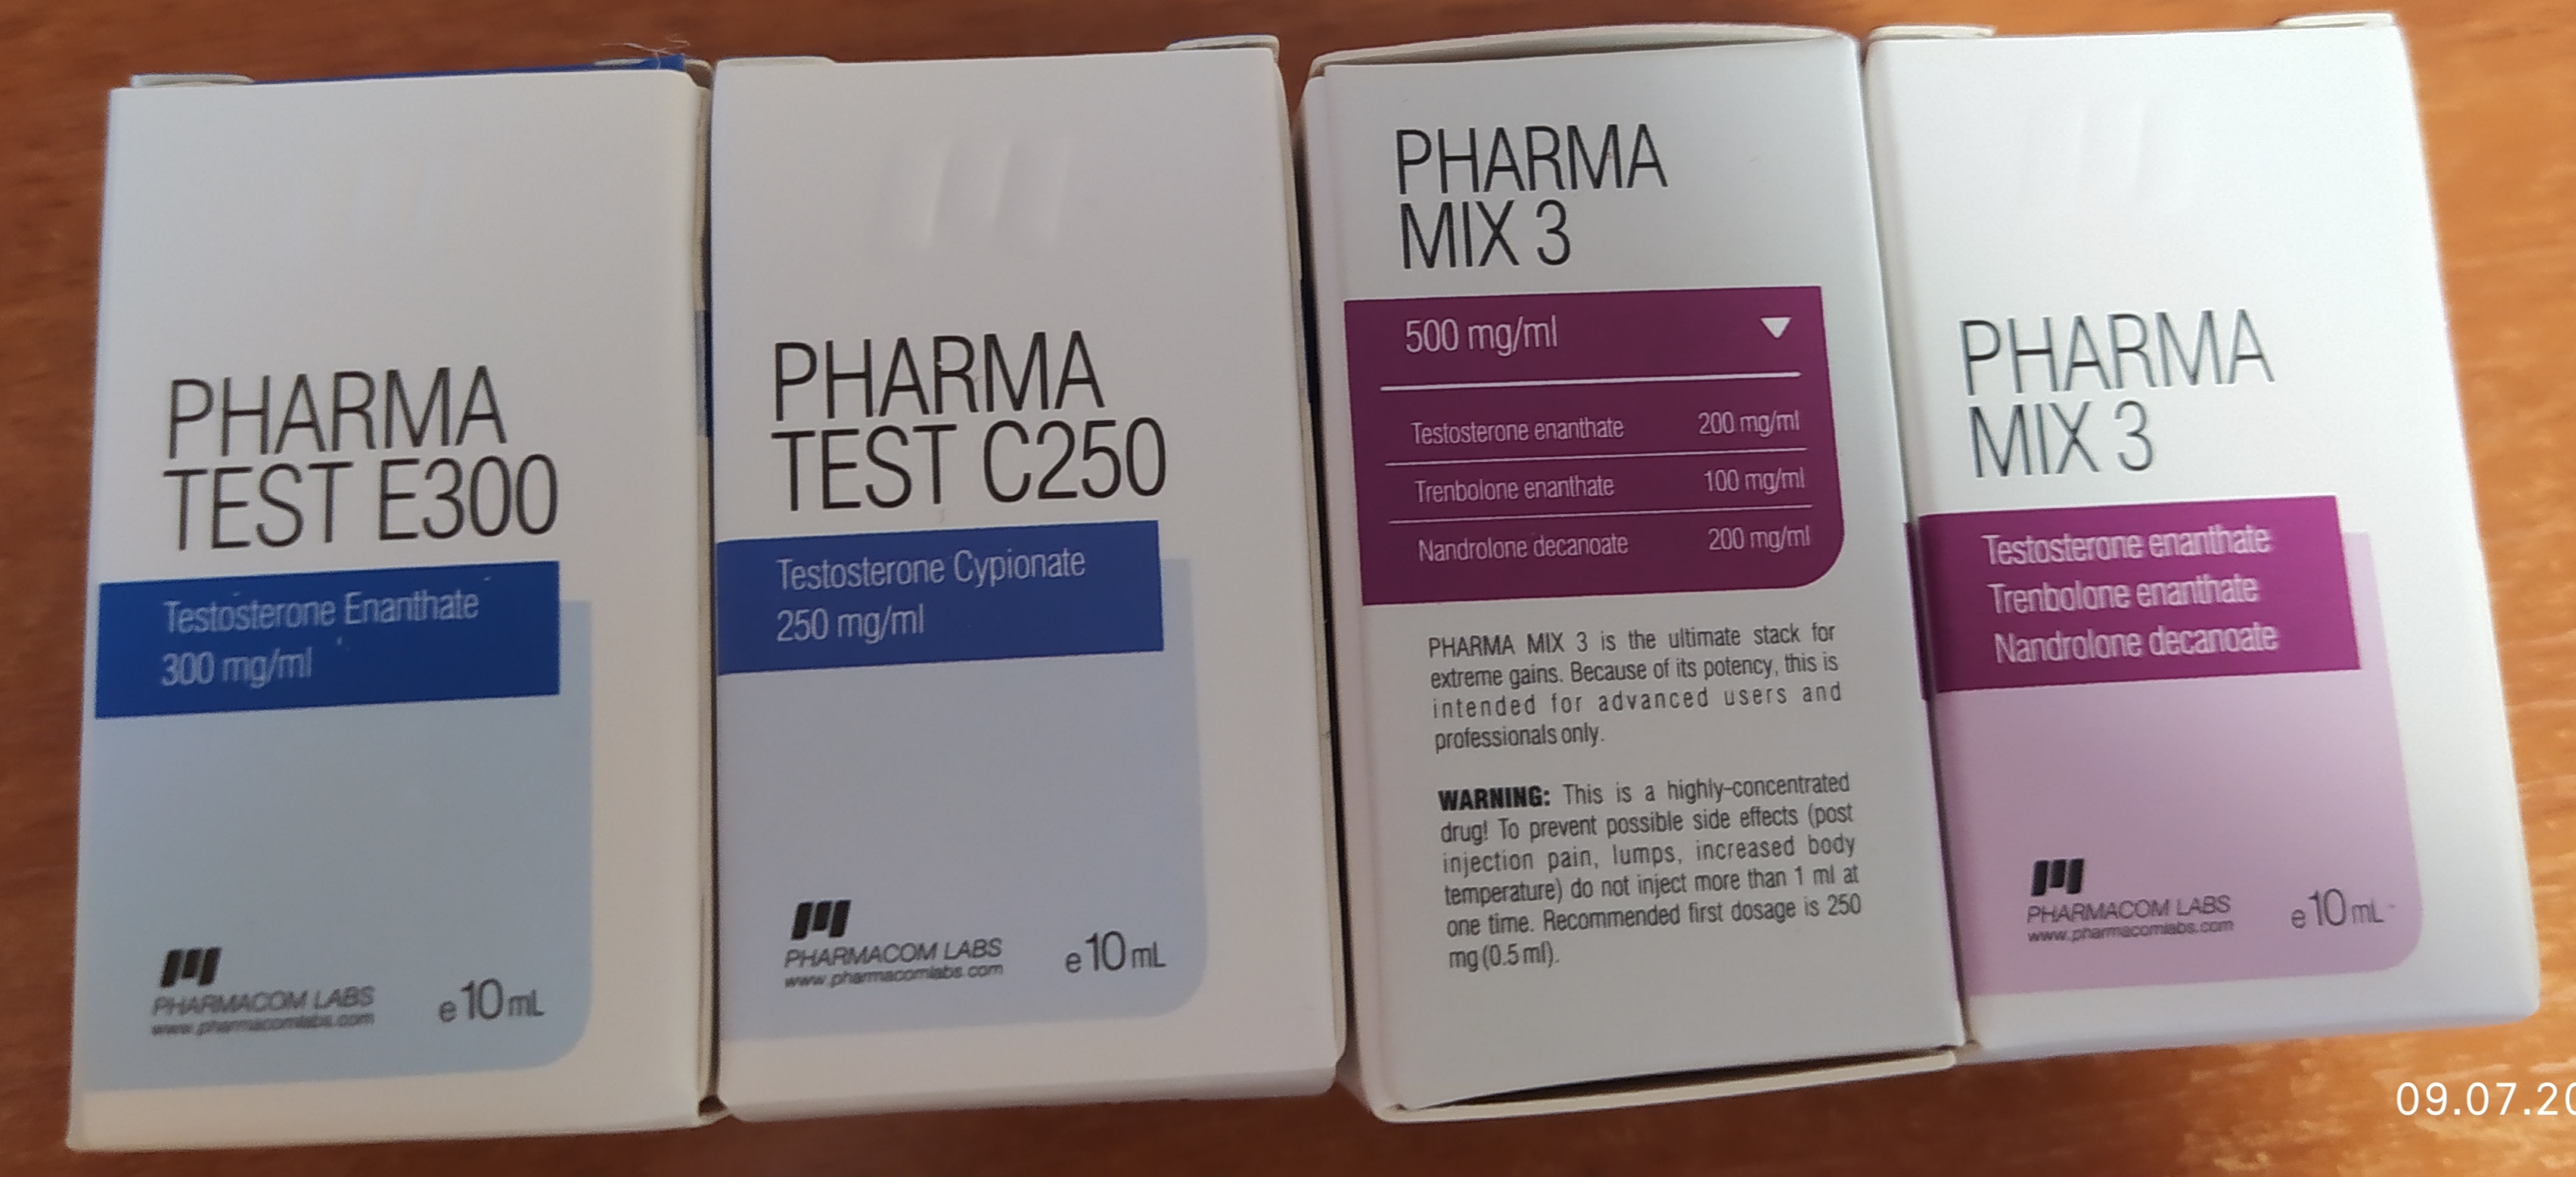 PHARMA
TEST E300
Testosterone Enanthate
300 mg/ml
PHARMACOM LABS
www.pharmacomlabs.com
e10mL
PHARMA
TEST C250
Testosterone Cypionate
250 mg/ml
PHARMACOM LABS
www.pharmacomlabs.com
e10mL
PHARMA
MIX 3
500 mg/ml
Testosterone enanthate 200 mg/ml
Trenbolone enanthate 100 mg/ml
Nandrolone decanoate 200 mg/ml
PHARMA MIX 3 is the ultimate stack for
extreme gains. Because of its potency, this is
intended for advanced users and
professionals only.
WARNING: This is a highly-concentrated
drug! To prevent possible side effects (post
injection pain, lumps, increased body
temperature) do not inject more than 1 ml at
one time. Recommended first dosage is 250
mg (0.5 ml).
PHARMA
MIX 3
Testosterone enanthate
Trenbolone enanthate
Nandrolone decanoate
PHARMACOM LABS
www.pharmacomlabs.com
e10mL
09.07.20